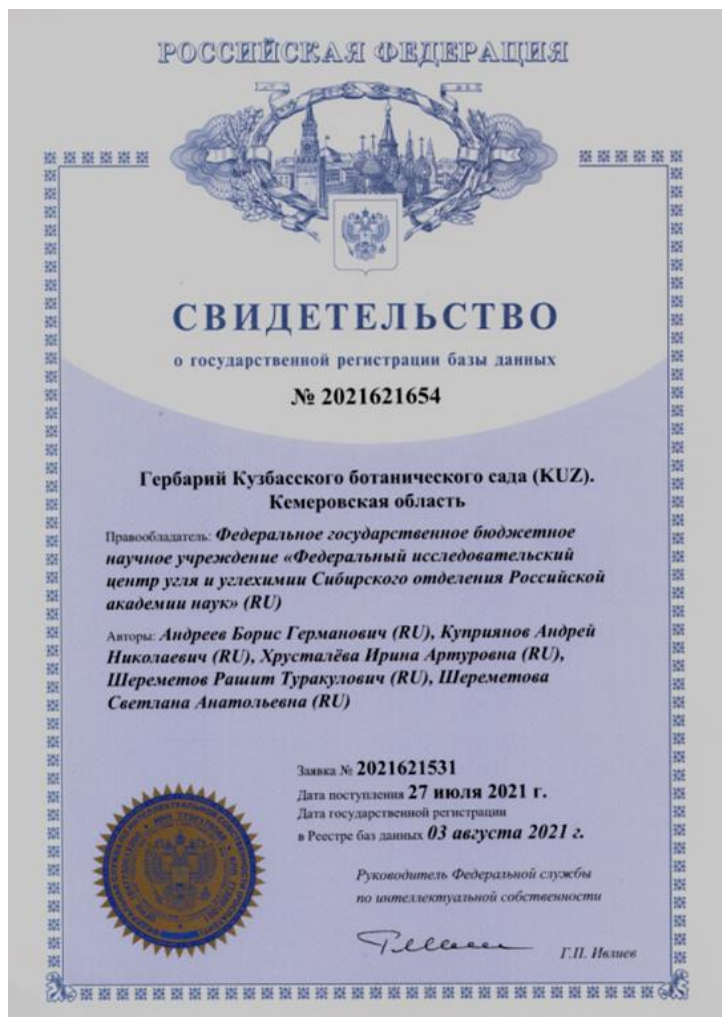 РОССИЙСКАЯ ФЕДЕРАЦИЯ
СВИДЕТЕЛЬСТВО
о государственной регистрации базы данных
№ 2021621654
Гербарий Кузбасского ботанического сада (KUZ).
Кемеровская область
Правообладатель: Федеральное государственное бюджетное
научное учреждение «Федеральный исследовательский
центр угля и углехимии Сибирского отделения Российской
академии наук» (RU)
Авторы: Андреев Борис Германович (RU), Куприянов Андрей
Николаевич (RU), Хрусталёва Ирина Артуровна (RU),
Шереметов Рашит Туракулович (RU), Шереметова
Светлана Анатольевна (RU)
Заявка № 2021621531
Дата поступления 27 июля 2021 г.
Дата государственной регистрации
в Реестре баз данных 03 августа 2021 г.
Руководитель Федеральной службы
по интеллектуальной собственности
Г.П. Ивлиев